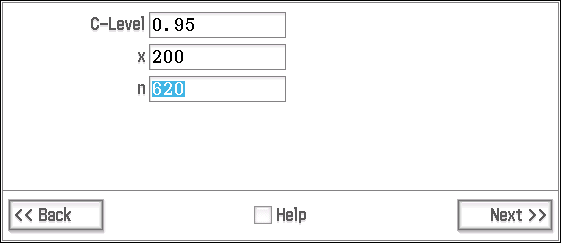 C-Level 0.95
x 200
n 620
<< Back Help Next >>